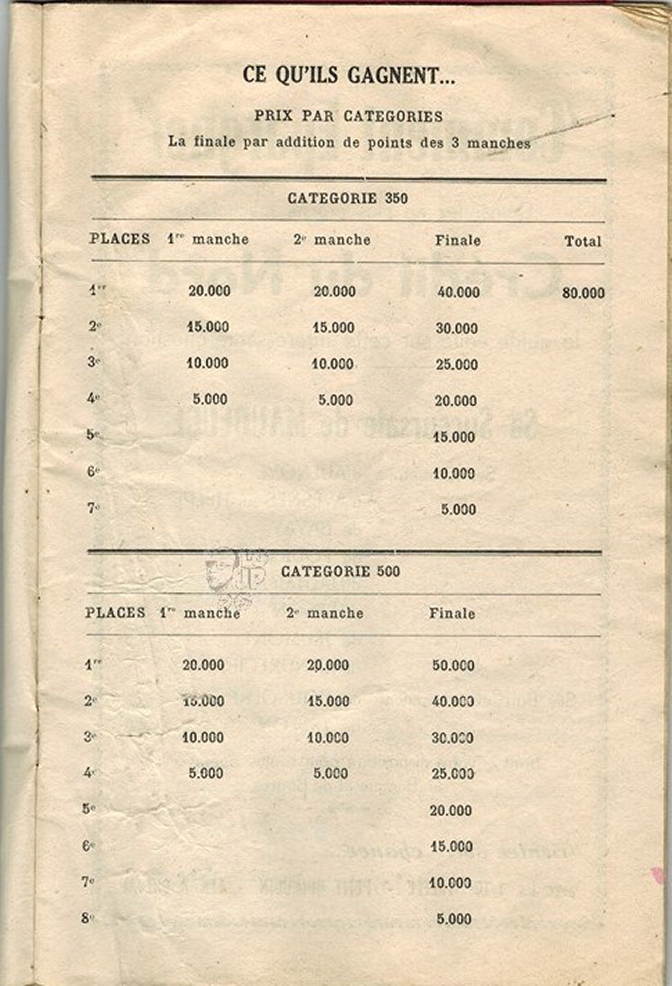 CE QU'ILS GAGNENT...
PRIX PAR CATEGORIES
La finale par addition de points des 3 manches
CATEGORIE 350
PLACES 1re manche 2e manche Finale Total
1er 20.000 20.000 40.000 80.000
2e 15.000 15.000 30.000
3e 10.000 10.000 25.000
4e 5.000 5.000 20.000
5e 15.000
6e 10.000
7e 5.000
CATEGORIE 500
PLACES 1re manche 2e manche Finale
1re 20.000 20.000 50.000
2e 15.000 15.000 40.000
3e 10.000 10.000 30.000
4e 5.000 5.000 25.000
5e 20.000
6e 15.000
7e 10.000
8e 5.000